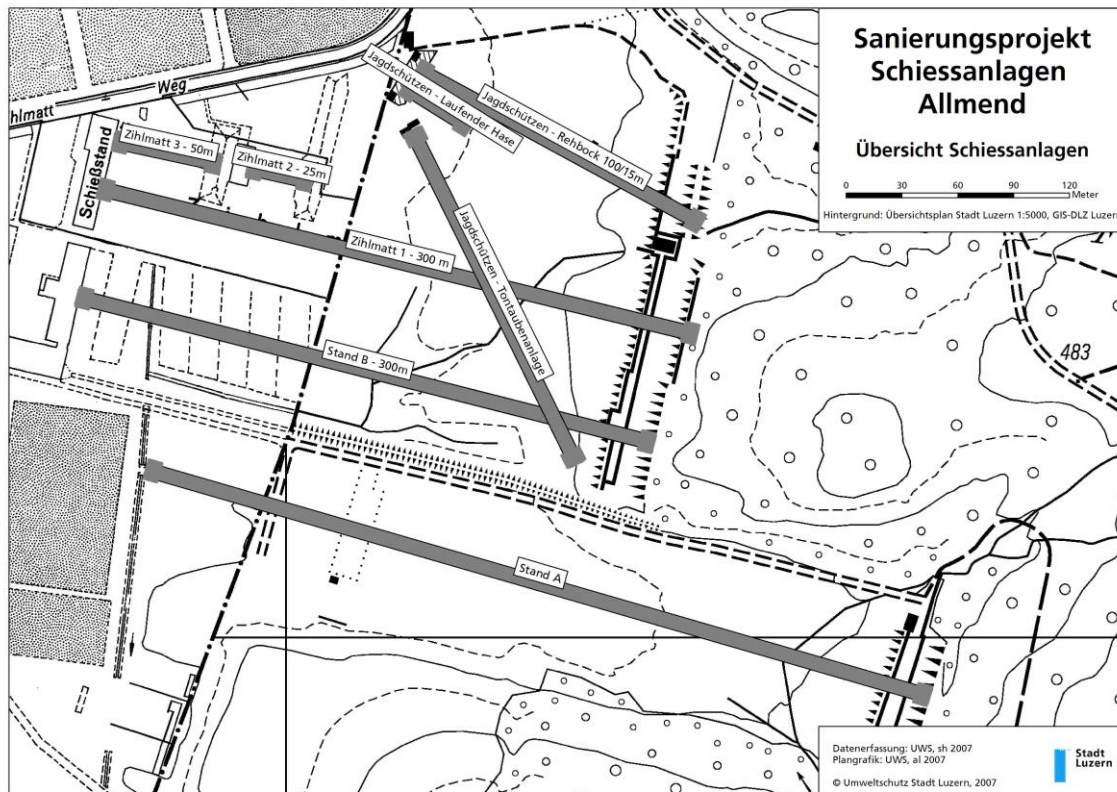 Sanierungsprojekt
Schiessanlagen
Allmend
Übersicht Schiessanlagen
0 30 60 90 120
Meter
Hintergrund: Übersichtsplan Stadt Luzern 1:5000, GIS-DLZ Luzern
hlmatt Weg
Schießstand
Jagdschützen - Laufender Hase
Jagdschützen - Rehbock 100/15m
Zihlmatt 3 - 50m
Zihlmatt 2 - 25m
Zihlmatt 1 - 300 m
Jagdschützen - Tontaubenanlage
Stand B - 300m
483
Stand A
Datenerfassung: UWS, sh 2007
Plangrafik: UWS, al 2007
© Umweltschutz Stadt Luzern, 2007
Stadt
Luzern